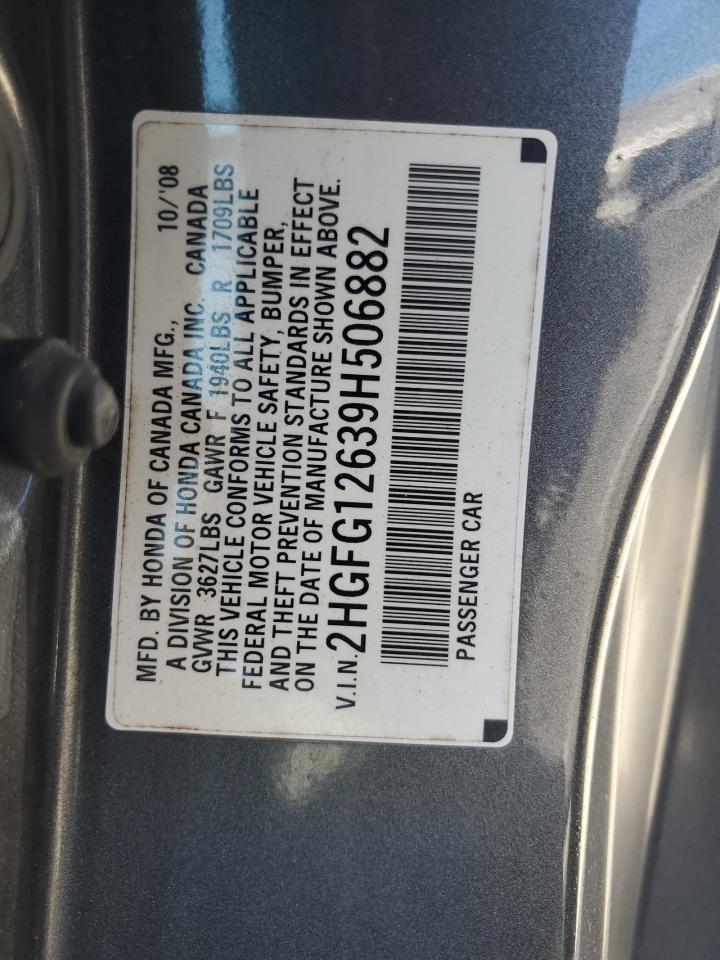 MFD. BY HONDA OF CANADA MFG., 10/'08
A DIVISION OF HONDA CANADA INC. CANADA
GVWR 3627LBS GAWR F 1940LBS R 1709LBS
THIS VEHICLE CONFORMS TO ALL APPLICABLE
FEDERAL MOTOR VEHICLE SAFETY, BUMPER,
AND THEFT PREVENTION STANDARDS IN EFFECT
ON THE DATE OF MANUFACTURE SHOWN ABOVE.
V.I.N. 2HGFG12639H506882
PASSENGER CAR